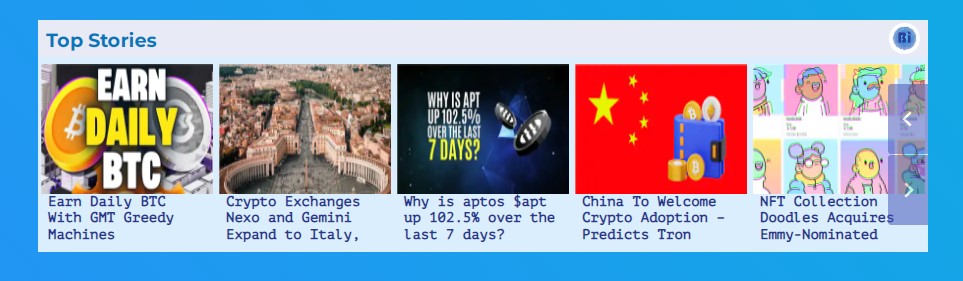 Top Stories
Bi
EARN
DAILY
BTC
Earn Daily BTC
With GMT Greedy
Machines
Crypto Exchanges
Nexo and Gemini
Expand to Italy,
WHY IS APT
UP 102.5%
OVER THE LAST
7 DAYS?
Why is aptos $apt
up 102.5% over the
last 7 days?
China To Welcome
Crypto Adoption –
Predicts Tron
NFT Collection
Doodles Acquires
Emmy-Nominated